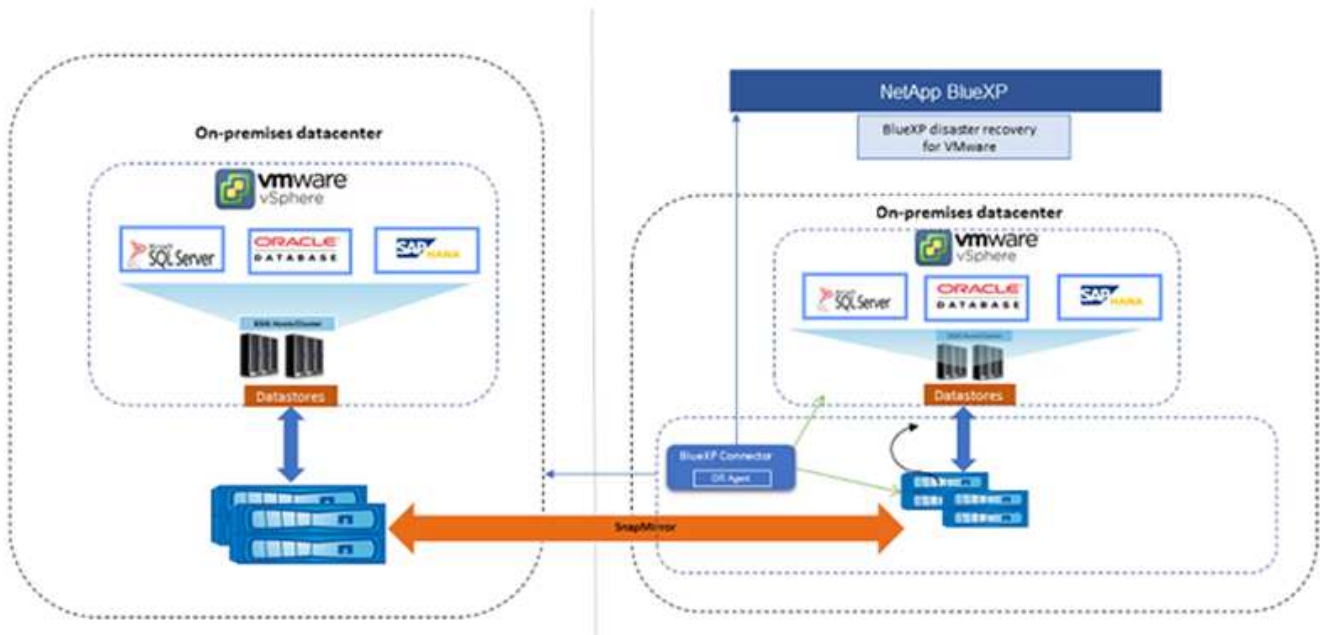 On-premises datacenter
vmware
vSphere
Microsoft
SQL Server
ORACLE
DATABASE
SAP
HANA
Datastores
NetApp BlueXP
BlueXP disaster recovery
for VMware
On-premises datacenter
vmware
vSphere
SQL Server
ORACLE
DATABASE
SAP
HANA
Datastores
BlueXP Connector
DR Agent
SnapMirror